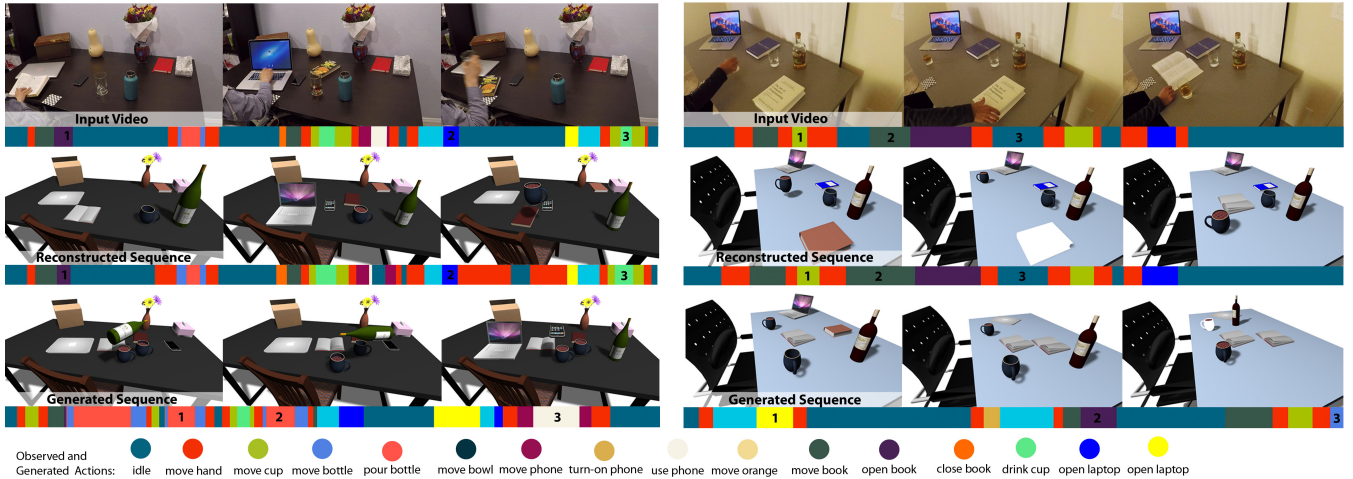 Input Video
Input Video
1
2
3
1
2
3
Reconstructed Sequence
Reconstructed Sequence
1
2
3
1
2
3
Generated Sequence
Generated Sequence
1
2
3
1
2
3
Observed and
Generated Actions:
idle
move hand
move cup
move bottle
pour bottle
move bowl
move phone
turn-on phone
use phone
move orange
move book
open book
close book
drink cup
open laptop
open laptop